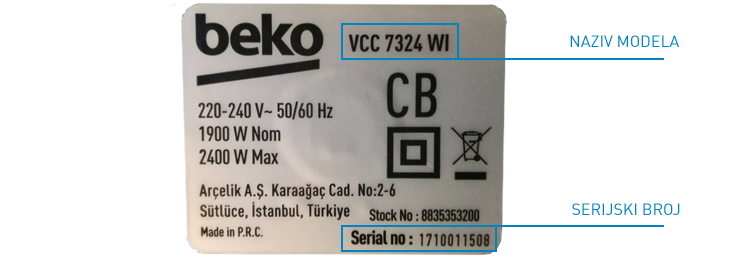 beko VCC 7324 WI NAZIV MODELA
CB
220-240 V~ 50/60 Hz
1900 W Nom
2400 W Max
Arçelik A.Ş. Karaağaç Cad. No:2-6
Sütlüce, İstanbul, Türkiye Stock No : 8835353200 SERIJSKI BROJ
Made in P.R.C. Serial no : 1710011508